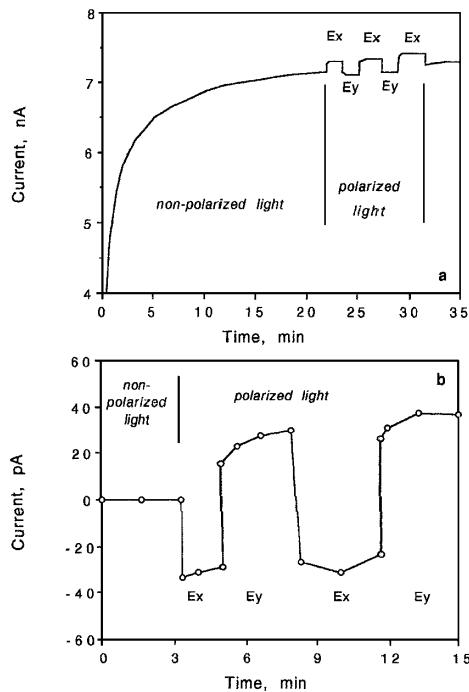 a
8
7
6
5
4
Current, nA
Ex Ex Ex
Ey Ey
non-polarized light
polarized
light
0 5 10 15 20 25 30 35
Time, min
b
60
40
20
0
-20
-40
-60
Current, pA
non-
polarized
light
polarized light
Ex Ey Ex Ey
0 3 6 9 12 15
Time, min